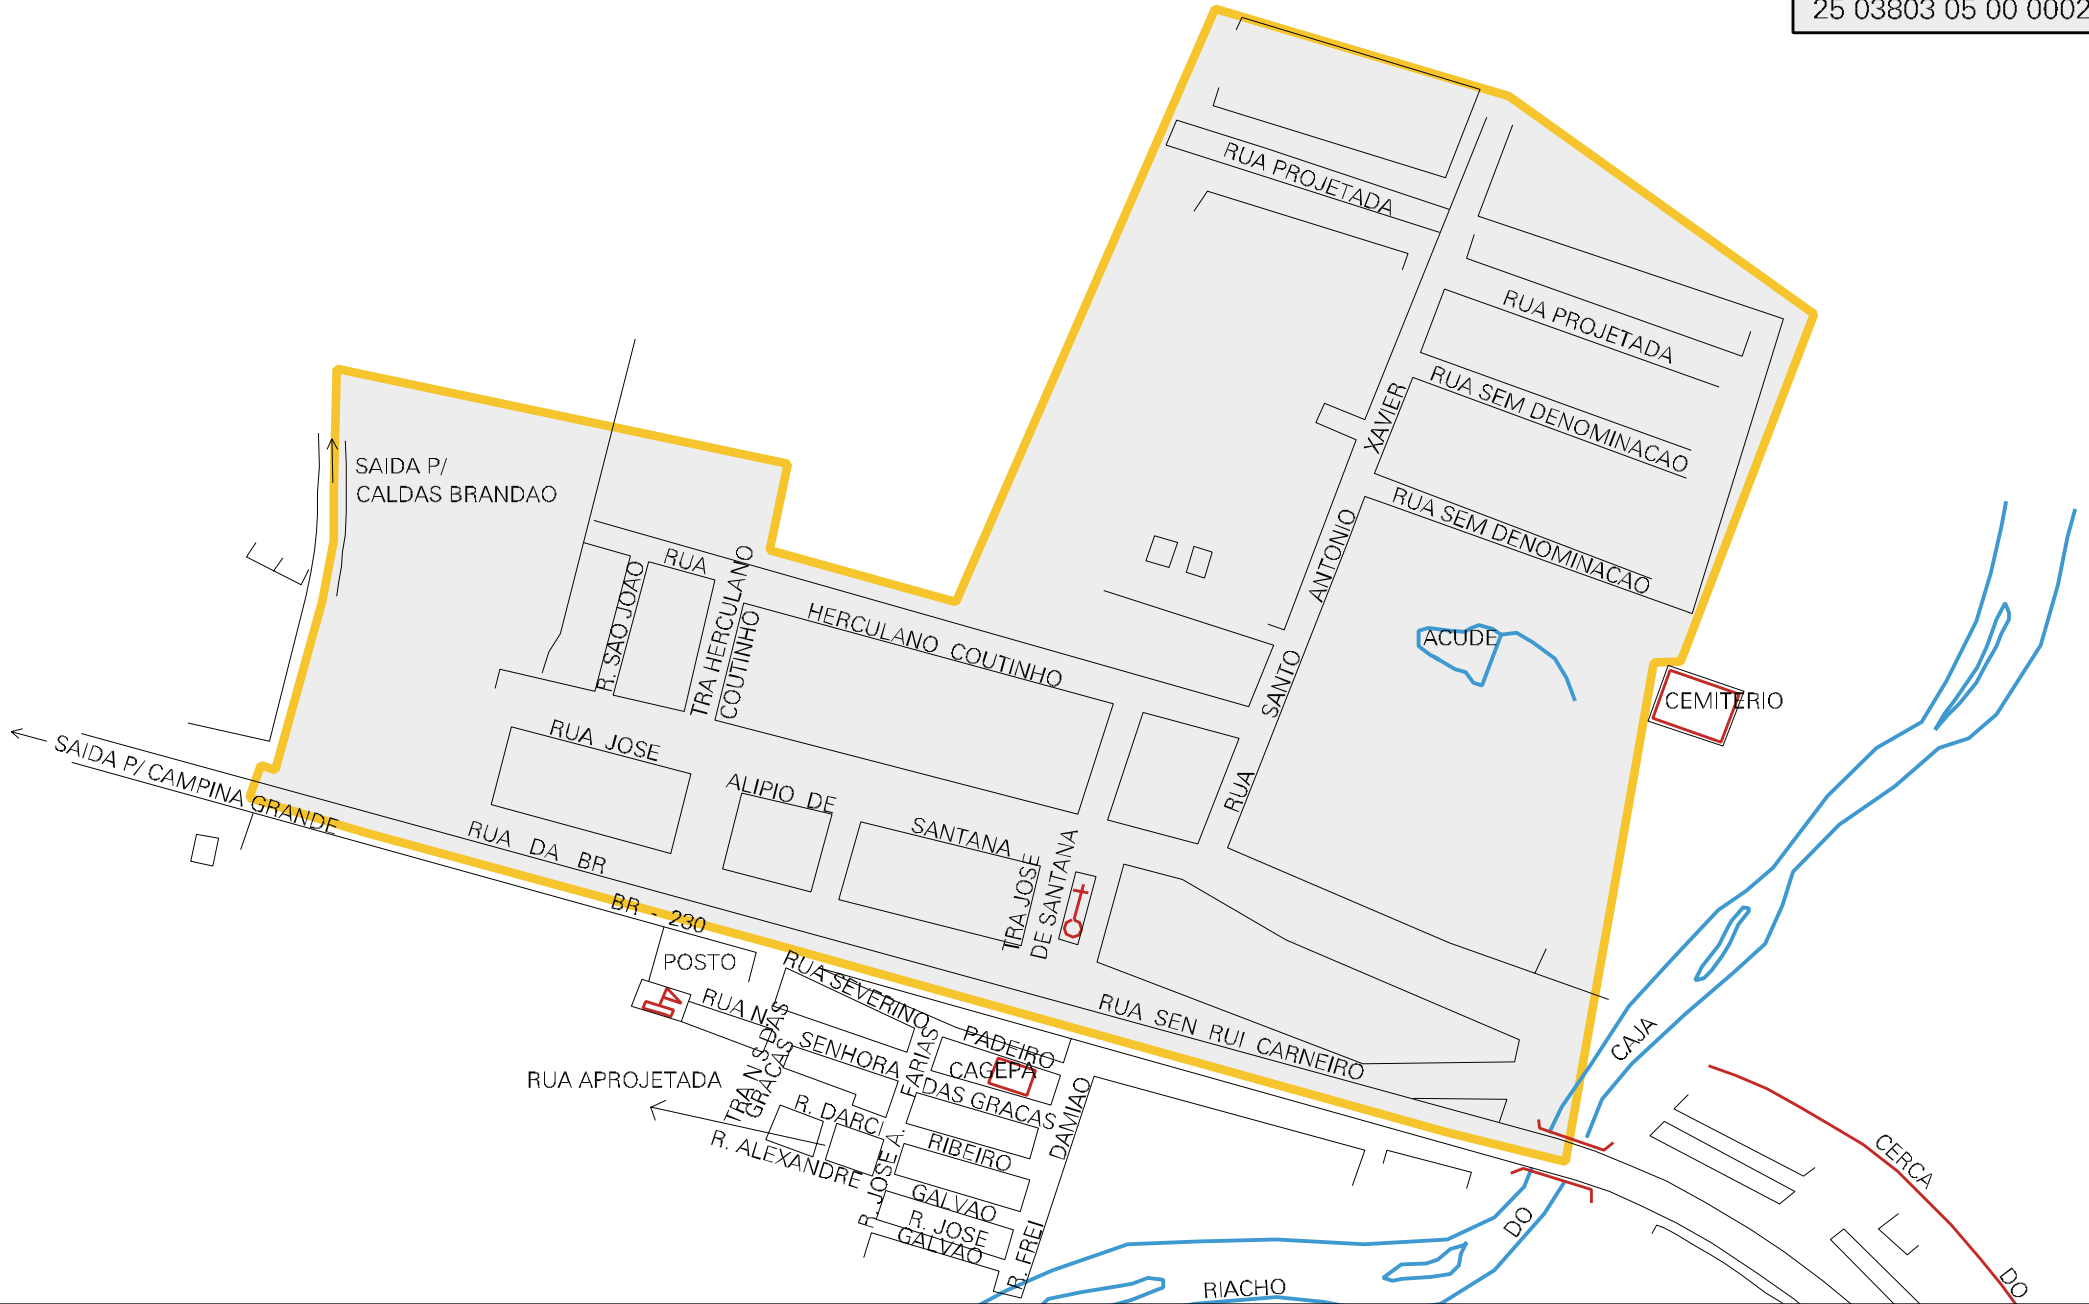 25 03803 05 00 0002
RUA PROJETADA
RUA PROJETADA
RUA SEM DENOMINACAO
XAVIER
SAIDA P/
CALDAS BRANDAO
RUA SEM DENOMINACAO
ANTONIO
RUA
HERCULANO COUTINHO
R. SAO JOAO
TRA HERCULANO
COUTINHO
ACUDE
SANTO
CEMITERIO
RUA
SAIDA P/ CAMPINA GRANDE
RUA JOSE
ALIPIO DE
SANTANA
RUA DA BR
TRA JOSE
DE SANTANA
BR - 230
POSTO
RUA SEVERINO
PADEIRO
RUA SEN RUI CARNEIRO
RUA N.
SENHORA
DAS GRACAS
CAGEPA
TRA N S DAS
GRACAS
RUA APROJETADA
R. DARCI
RIBEIRO
R. ALEXANDRE
GALVAO
R. JOSE A.
FARIAS
R. JOSE
GALVAO
R. FREI
DAMIAO
CAJA
DO
RIACHO
CERCA
DO